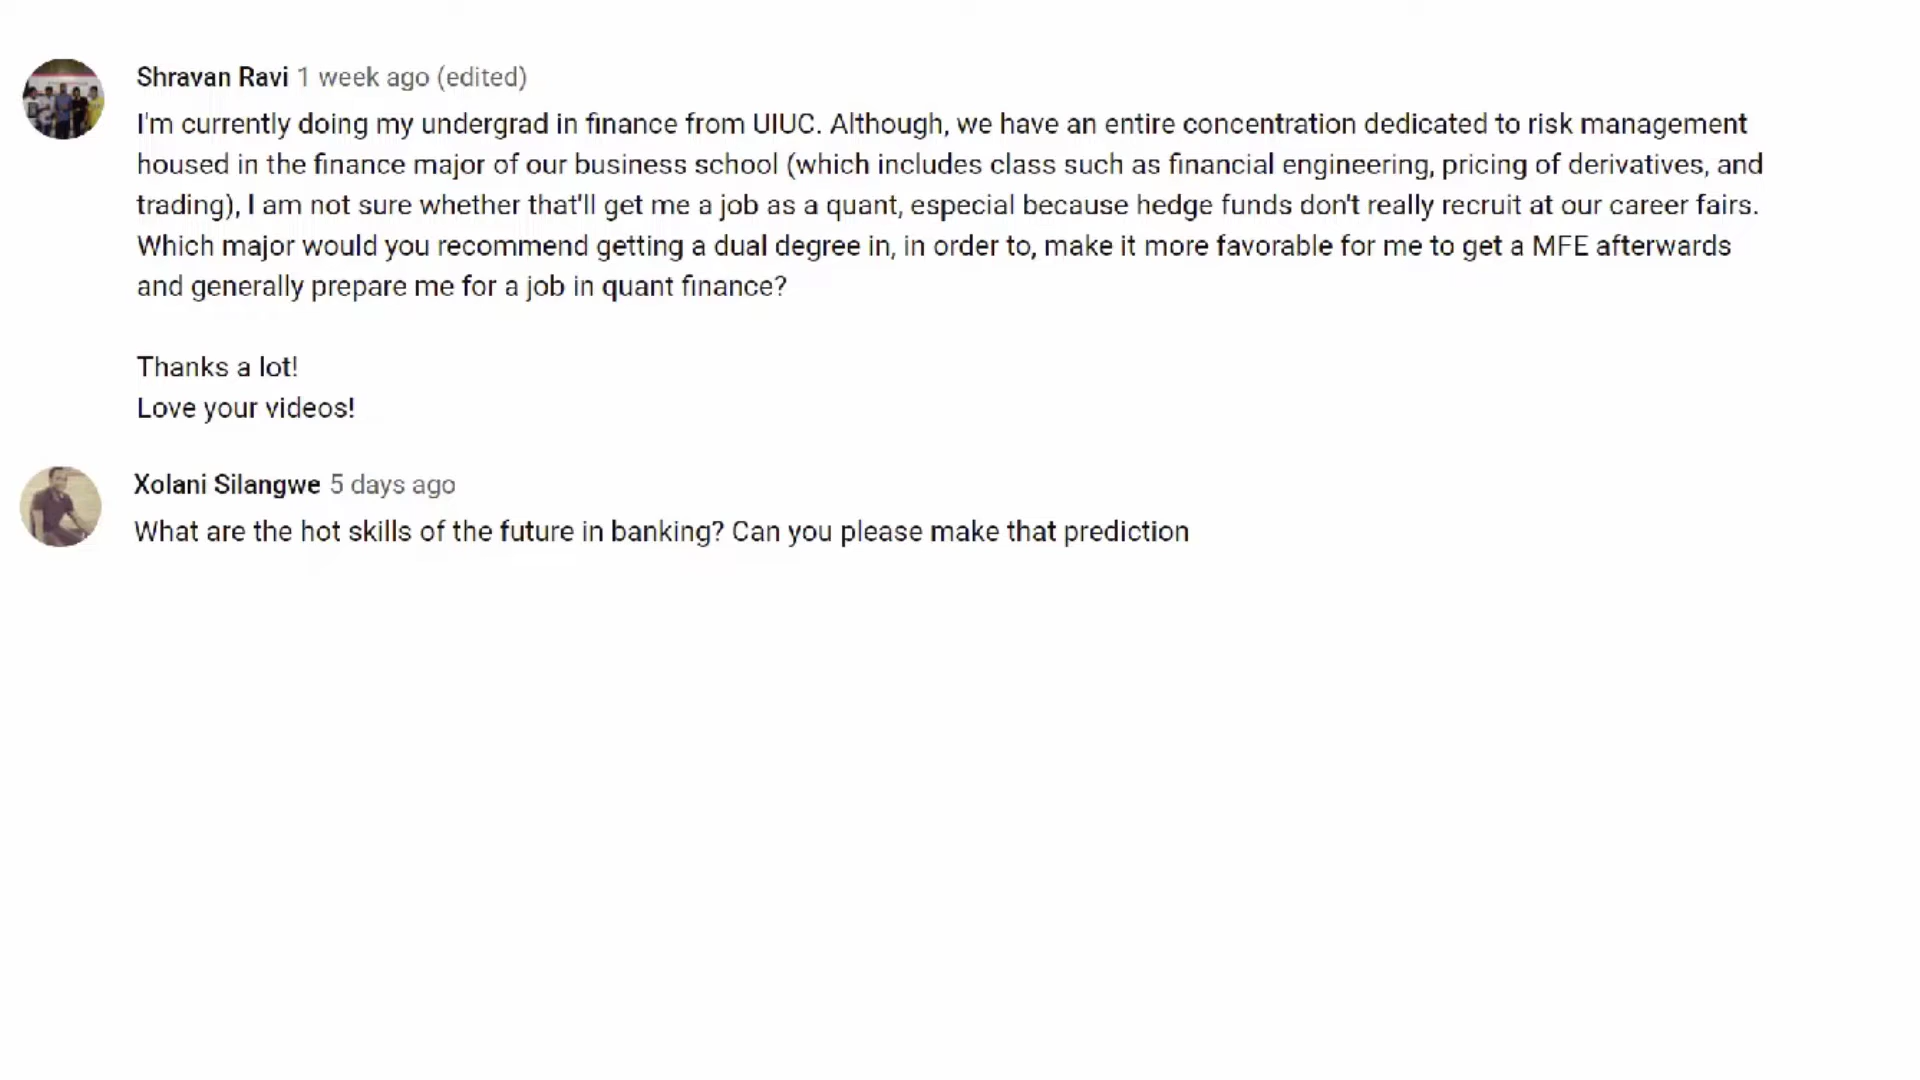 Shravan Ravi 1 week ago (edited)
I'm currently doing my undergrad in finance from UIUC. Although, we have an entire concentration dedicated to risk management
housed in the finance major of our business school (which includes class such as financial engineering, pricing of derivatives, and
trading), I am not sure whether that'll get me a job as a quant, especial because hedge funds don't really recruit at our career fairs.
Which major would you recommend getting a dual degree in, in order to, make it more favorable for me to get a MFE afterwards
and generally prepare me for a job in quant finance?
Thanks a lot!
Love your videos!
Xolani Silangwe 5 days ago
What are the hot skills of the future in banking? Can you please make that prediction